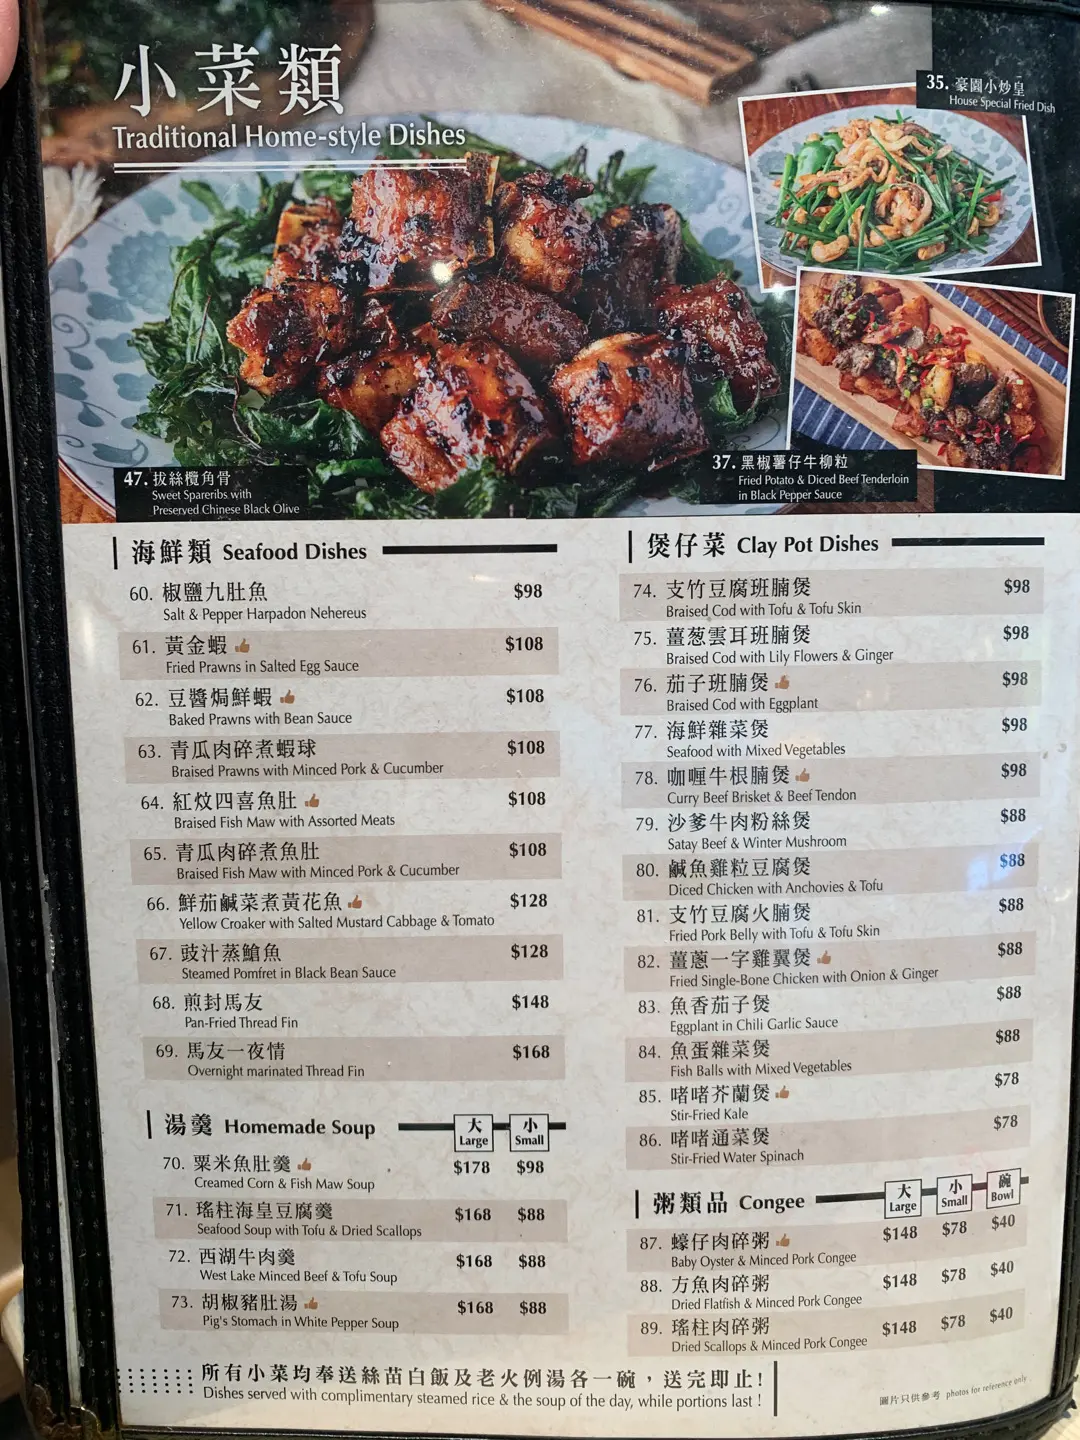 小菜類
Traditional Home-style Dishes
35. 豪園小炒皇
House Special Fried Dish
47. 拔絲欖角骨
Sweet Spareribs with
Preserved Chinese Black Olive
37. 黑椒薯仔牛柳粒
Fried Potato & Diced Beef Tenderloin
in Black Pepper Sauce
海鮮類 Seafood Dishes
60. 椒鹽九肚魚 $98
Salt & Pepper Harpadon Nehereus
61. 黃金蝦 $108
Fried Prawns in Salted Egg Sauce
62. 豆醬焗鮮蝦 $108
Baked Prawns with Bean Sauce
63. 青瓜肉碎煮蝦球 $108
Braised Prawns with Minced Pork & Cucumber
64. 紅炆四喜魚肚 $108
Braised Fish Maw with Assorted Meats
65. 青瓜肉碎煮魚肚 $108
Braised Fish Maw with Minced Pork & Cucumber
66. 鮮茄鹹菜煮黃花魚 $128
Yellow Croaker with Salted Mustard Cabbage & Tomato
67. 豉汁蒸鱠魚 $128
Steamed Pomfret in Black Bean Sauce
68. 煎封馬友 $148
Pan-Fried Thread Fin
69. 馬友一夜情 $168
Overnight marinated Thread Fin
湯羹 Homemade Soup 大 Large 小 Small
70. 粟米魚肚羹 $178 $98
Creamed Corn & Fish Maw Soup
71. 瑤柱海皇豆腐羹 $168 $88
Seafood Soup with Tofu & Dried Scallops
72. 西湖牛肉羹 $168 $88
West Lake Minced Beef & Tofu Soup
73. 胡椒豬肚湯 $168 $88
Pig's Stomach in White Pepper Soup
煲仔菜 Clay Pot Dishes
74. 支竹豆腐班腩煲 $98
Braised Cod with Tofu & Tofu Skin
75. 薑葱雲耳班腩煲 $98
Braised Cod with Lily Flowers & Ginger
76. 茄子班腩煲 $98
Braised Cod with Eggplant
77. 海鮮雜菜煲 $98
Seafood with Mixed Vegetables
78. 咖喱牛根腩煲 $98
Curry Beef Brisket & Beef Tendon
79. 沙爹牛肉粉絲煲 $88
Satay Beef & Winter Mushroom
80. 鹹魚雞粒豆腐煲 $88
Diced Chicken with Anchovies & Tofu
81. 支竹豆腐火腩煲 $88
Fried Pork Belly with Tofu & Tofu Skin
82. 薑蔥一字雞翼煲 $88
Fried Single-Bone Chicken with Onion & Ginger
83. 魚香茄子煲 $88
Eggplant in Chili Garlic Sauce
84. 魚蛋雜菜煲 $88
Fish Balls with Mixed Vegetables
85. 啫啫芥蘭煲 $78
Stir-Fried Kale
86. 啫啫通菜煲 $78
Stir-Fried Water Spinach
粥類品 Congee 大 Large 小 Small 碗 Bowl
87. 蠔仔肉碎粥 $148 $78 $40
Baby Oyster & Minced Pork Congee
88. 方魚肉碎粥 $148 $78 $40
Dried Flatfish & Minced Pork Congee
89. 瑤柱肉碎粥 $148 $78 $40
Dried Scallops & Minced Pork Congee
所有小菜均奉送絲苗白飯及老火例湯各一碗，送完即止!
Dishes served with complimentary steamed rice & the soup of the day, while portions last !
圖片只供參考 photos for reference only